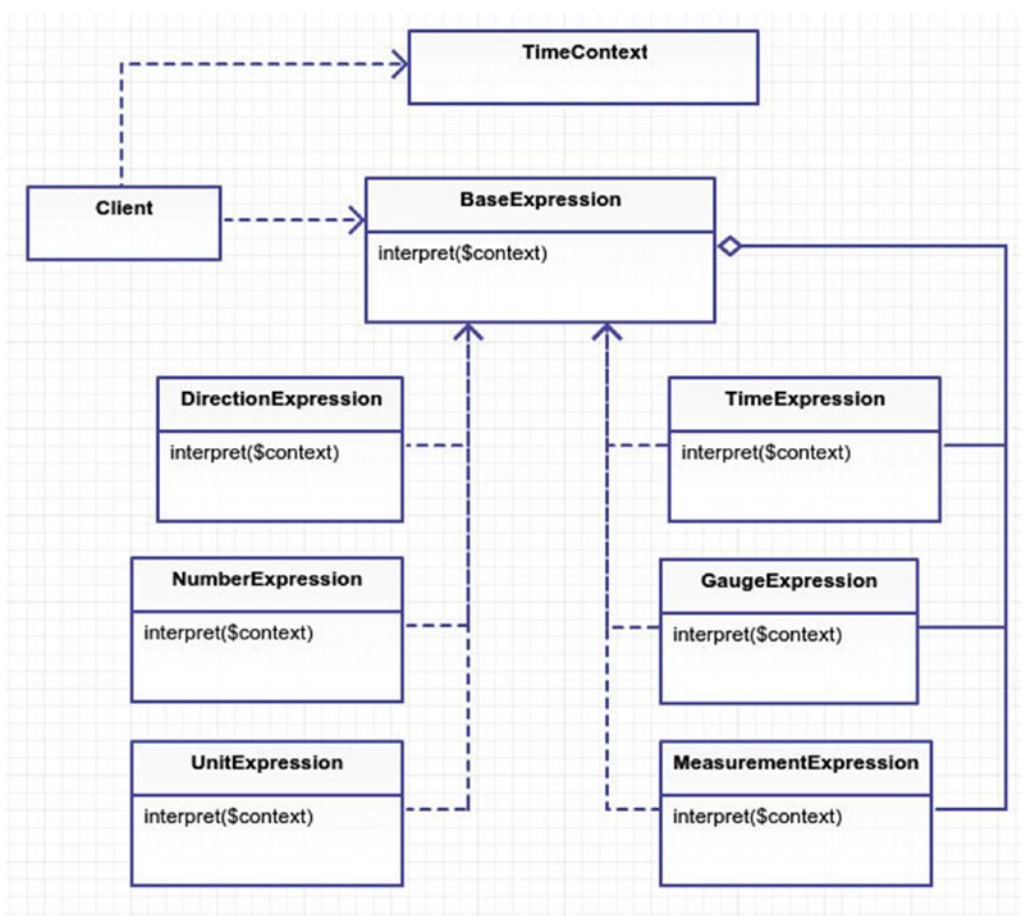 TimeContext
Client
BaseExpression
interpret($context)
DirectionExpression
interpret($context)
TimeExpression
interpret($context)
NumberExpression
interpret($context)
GaugeExpression
interpret($context)
UnitExpression
interpret($context)
MeasurementExpression
interpret($context)